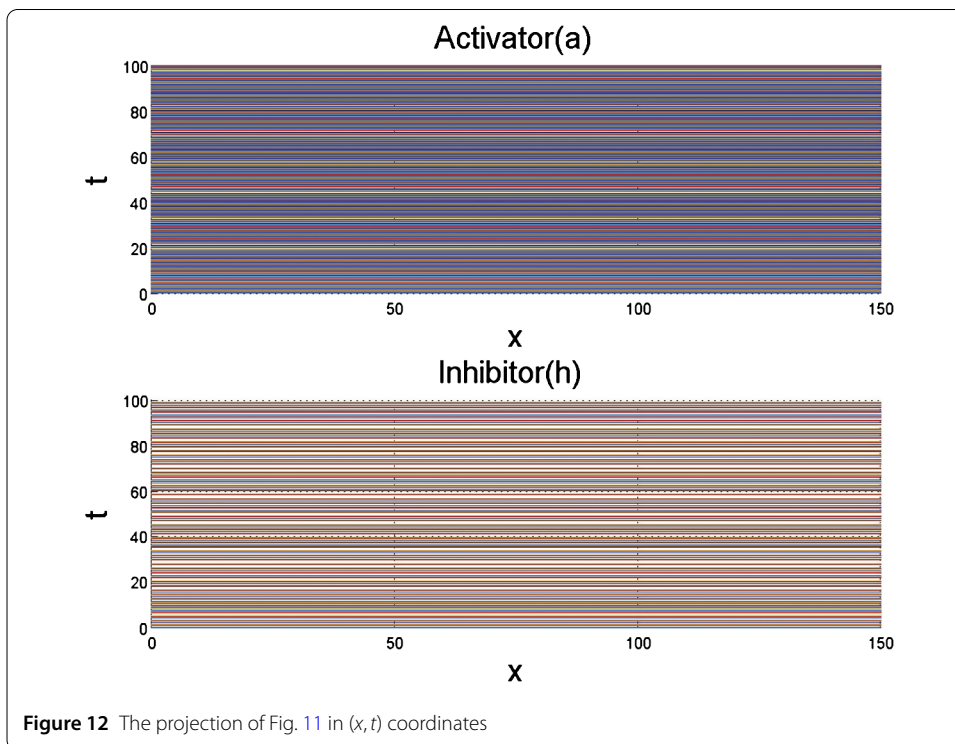 Activator(a)
100
80
60
40
20
0
t
0 50 100 150
x
Inhibitor(h)
100
80
60
40
20
0
t
0 50 100 150
x
Figure 12 The projection of Fig. 11 in (x, t) coordinates